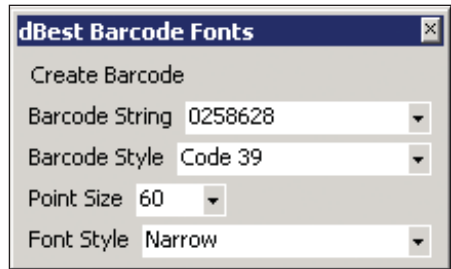 dBest Barcode Fonts
Create Barcode
Barcode String 0258628
Barcode Style Code 39
Point Size 60
Font Style Narrow